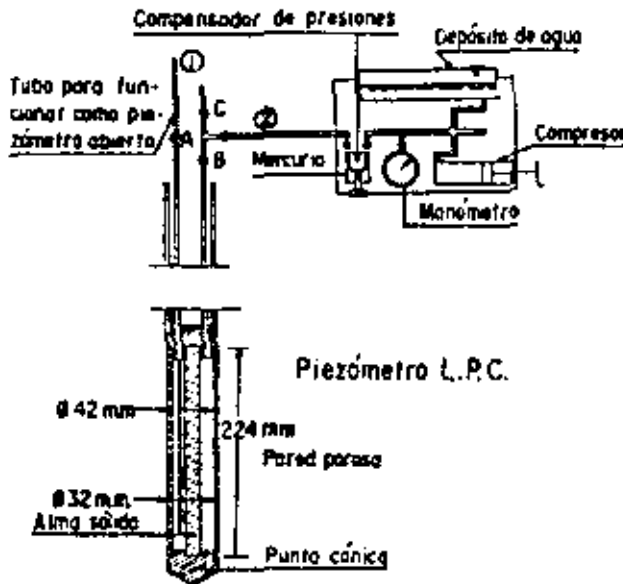 Compensador de presiones
Depósito de agua
①
Tubo para fun-
cionar como pie-
zómetro abierto
C
②
A
B
Compresor
Mercurio
Manómetro
Piezómetro L.P.C.
Ø 42 mm
224 mm
Pared porosa
Ø 32 mm.
Alma sólida
Punta cónica